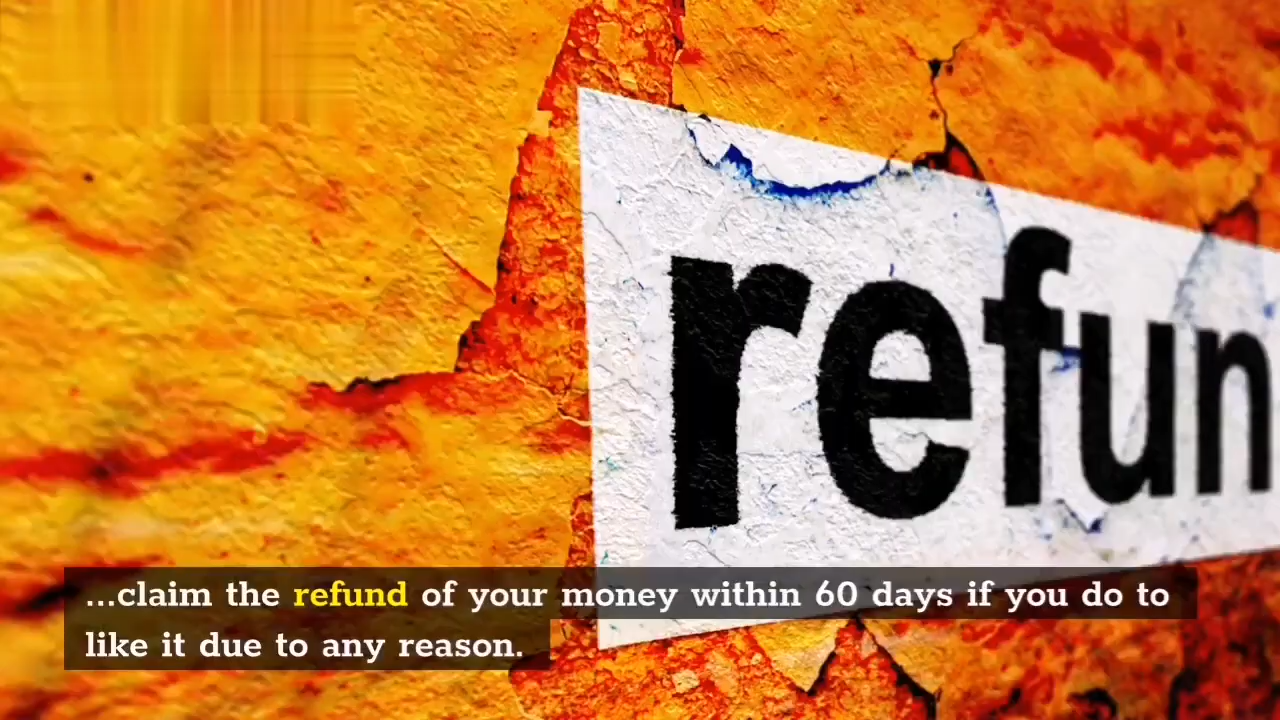 refun
...claim the refund of your money within 60 days if you do to
like it due to any reason.